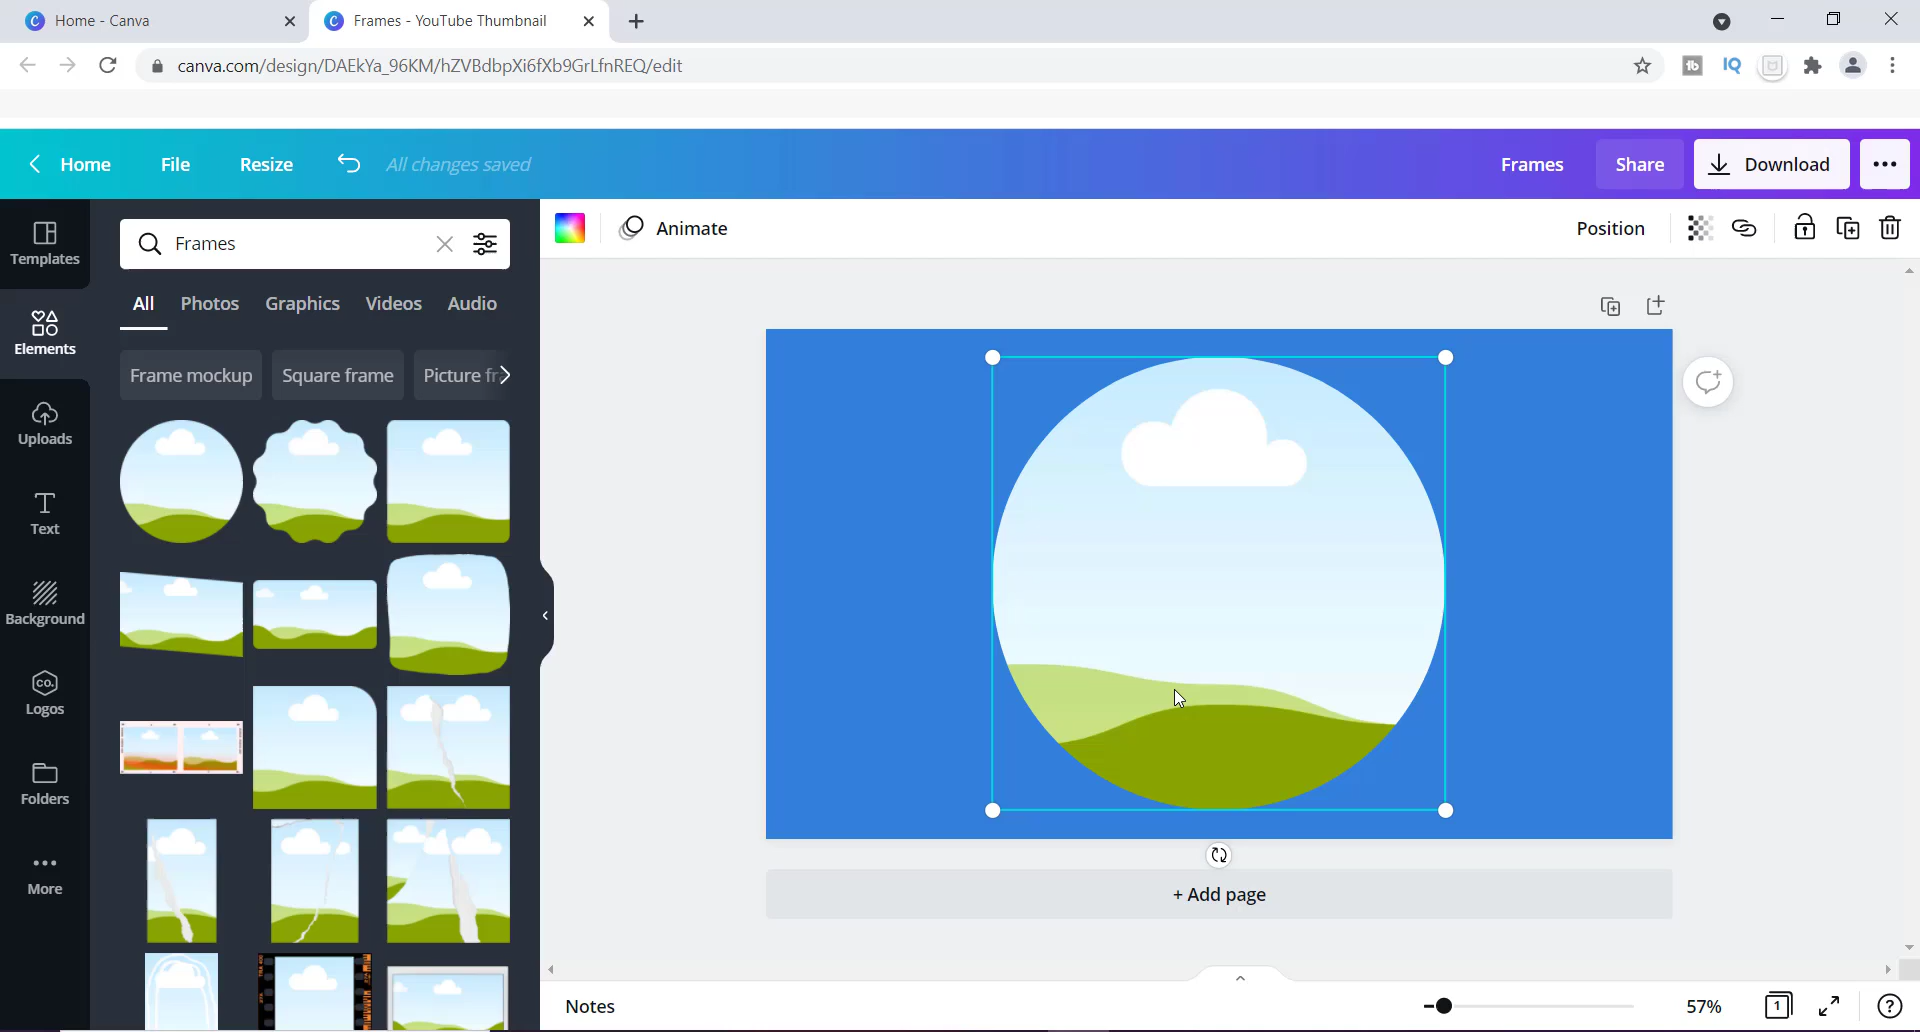 Home - Canva
Frames - YouTube Thumbnail
canva.com/design/DAEkYa_96KM/hZVBdbpXi6fXb9GrLfnREQ/edit
Home
File
Resize
All changes saved
Frames
Share
Download
Templates
Elements
Uploads
Text
Background
CO.
Logos
Folders
More
Frames
All
Photos
Graphics
Videos
Audio
Frame mockup
Square frame
Picture fr
Animate
Position
+ Add page
Notes
57%
1